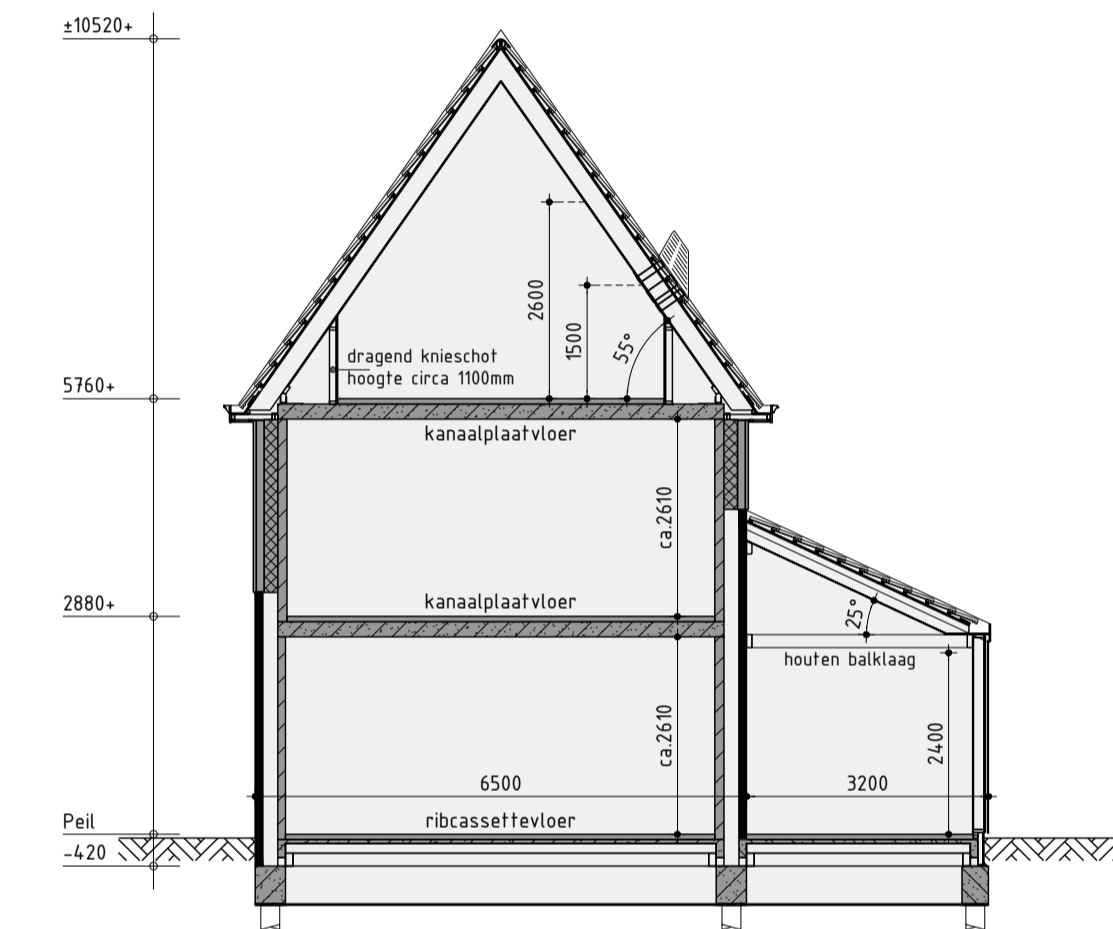 ±10520+
2600
1500
55°
dragend knieschot
hoogte circa 1100mm
5760+
kanaalplaatvloer
ca.2610
kanaalplaatvloer
2880+
25°
houten balklaag
ca.2610
2400
6500
3200
Peil
ribcassettevloer
-420